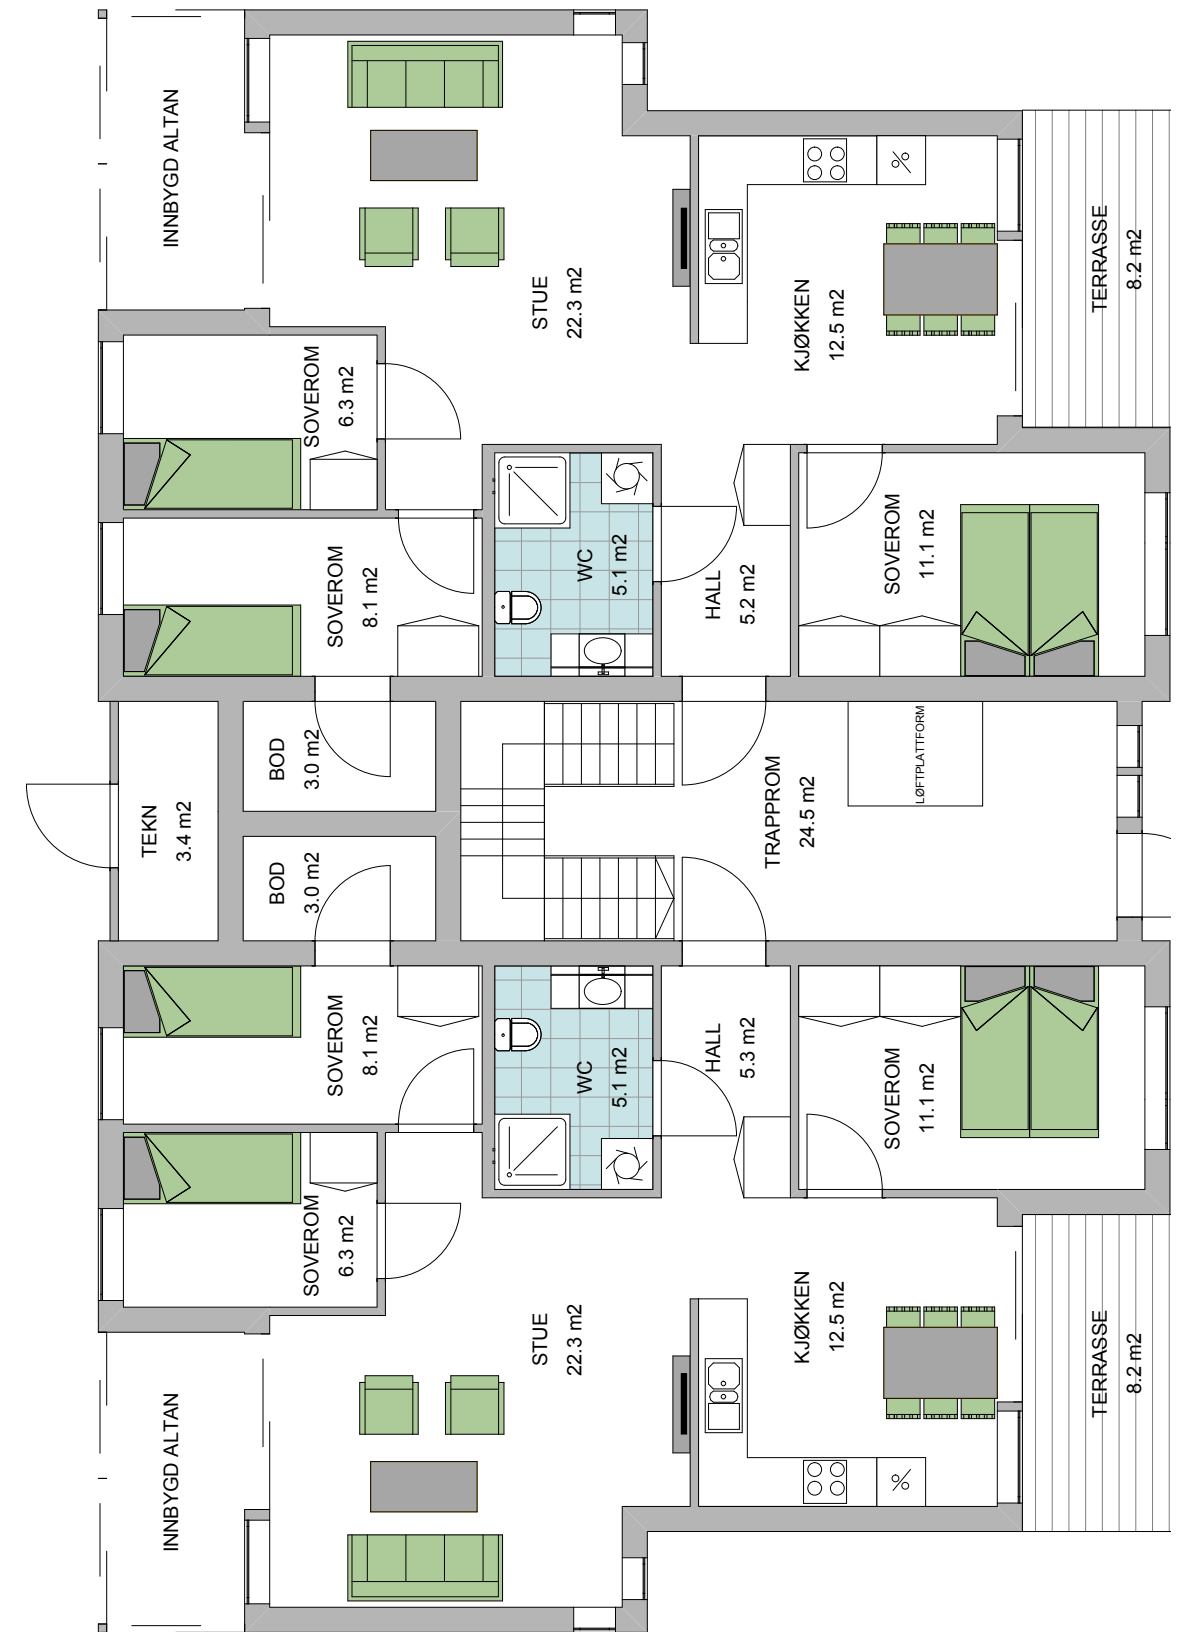 INNBYGD ALTAN
STUE
22.3 m2
KJØKKEN
12.5 m2
TERRASSE
8.2 m2
SOVEROM
6.3 m2
SOVEROM
8.1 m2
WC
5.1 m2
HALL
5.2 m2
SOVEROM
11.1 m2
TEKN
3.4 m2
BOD
3.0 m2
BOD
3.0 m2
TRAPPROM
24.5 m2
LØFTPLATTFORM
SOVEROM
8.1 m2
WC
5.1 m2
HALL
5.3 m2
SOVEROM
11.1 m2
SOVEROM
6.3 m2
INNBYGD ALTAN
STUE
22.3 m2
KJØKKEN
12.5 m2
TERRASSE
8.2 m2